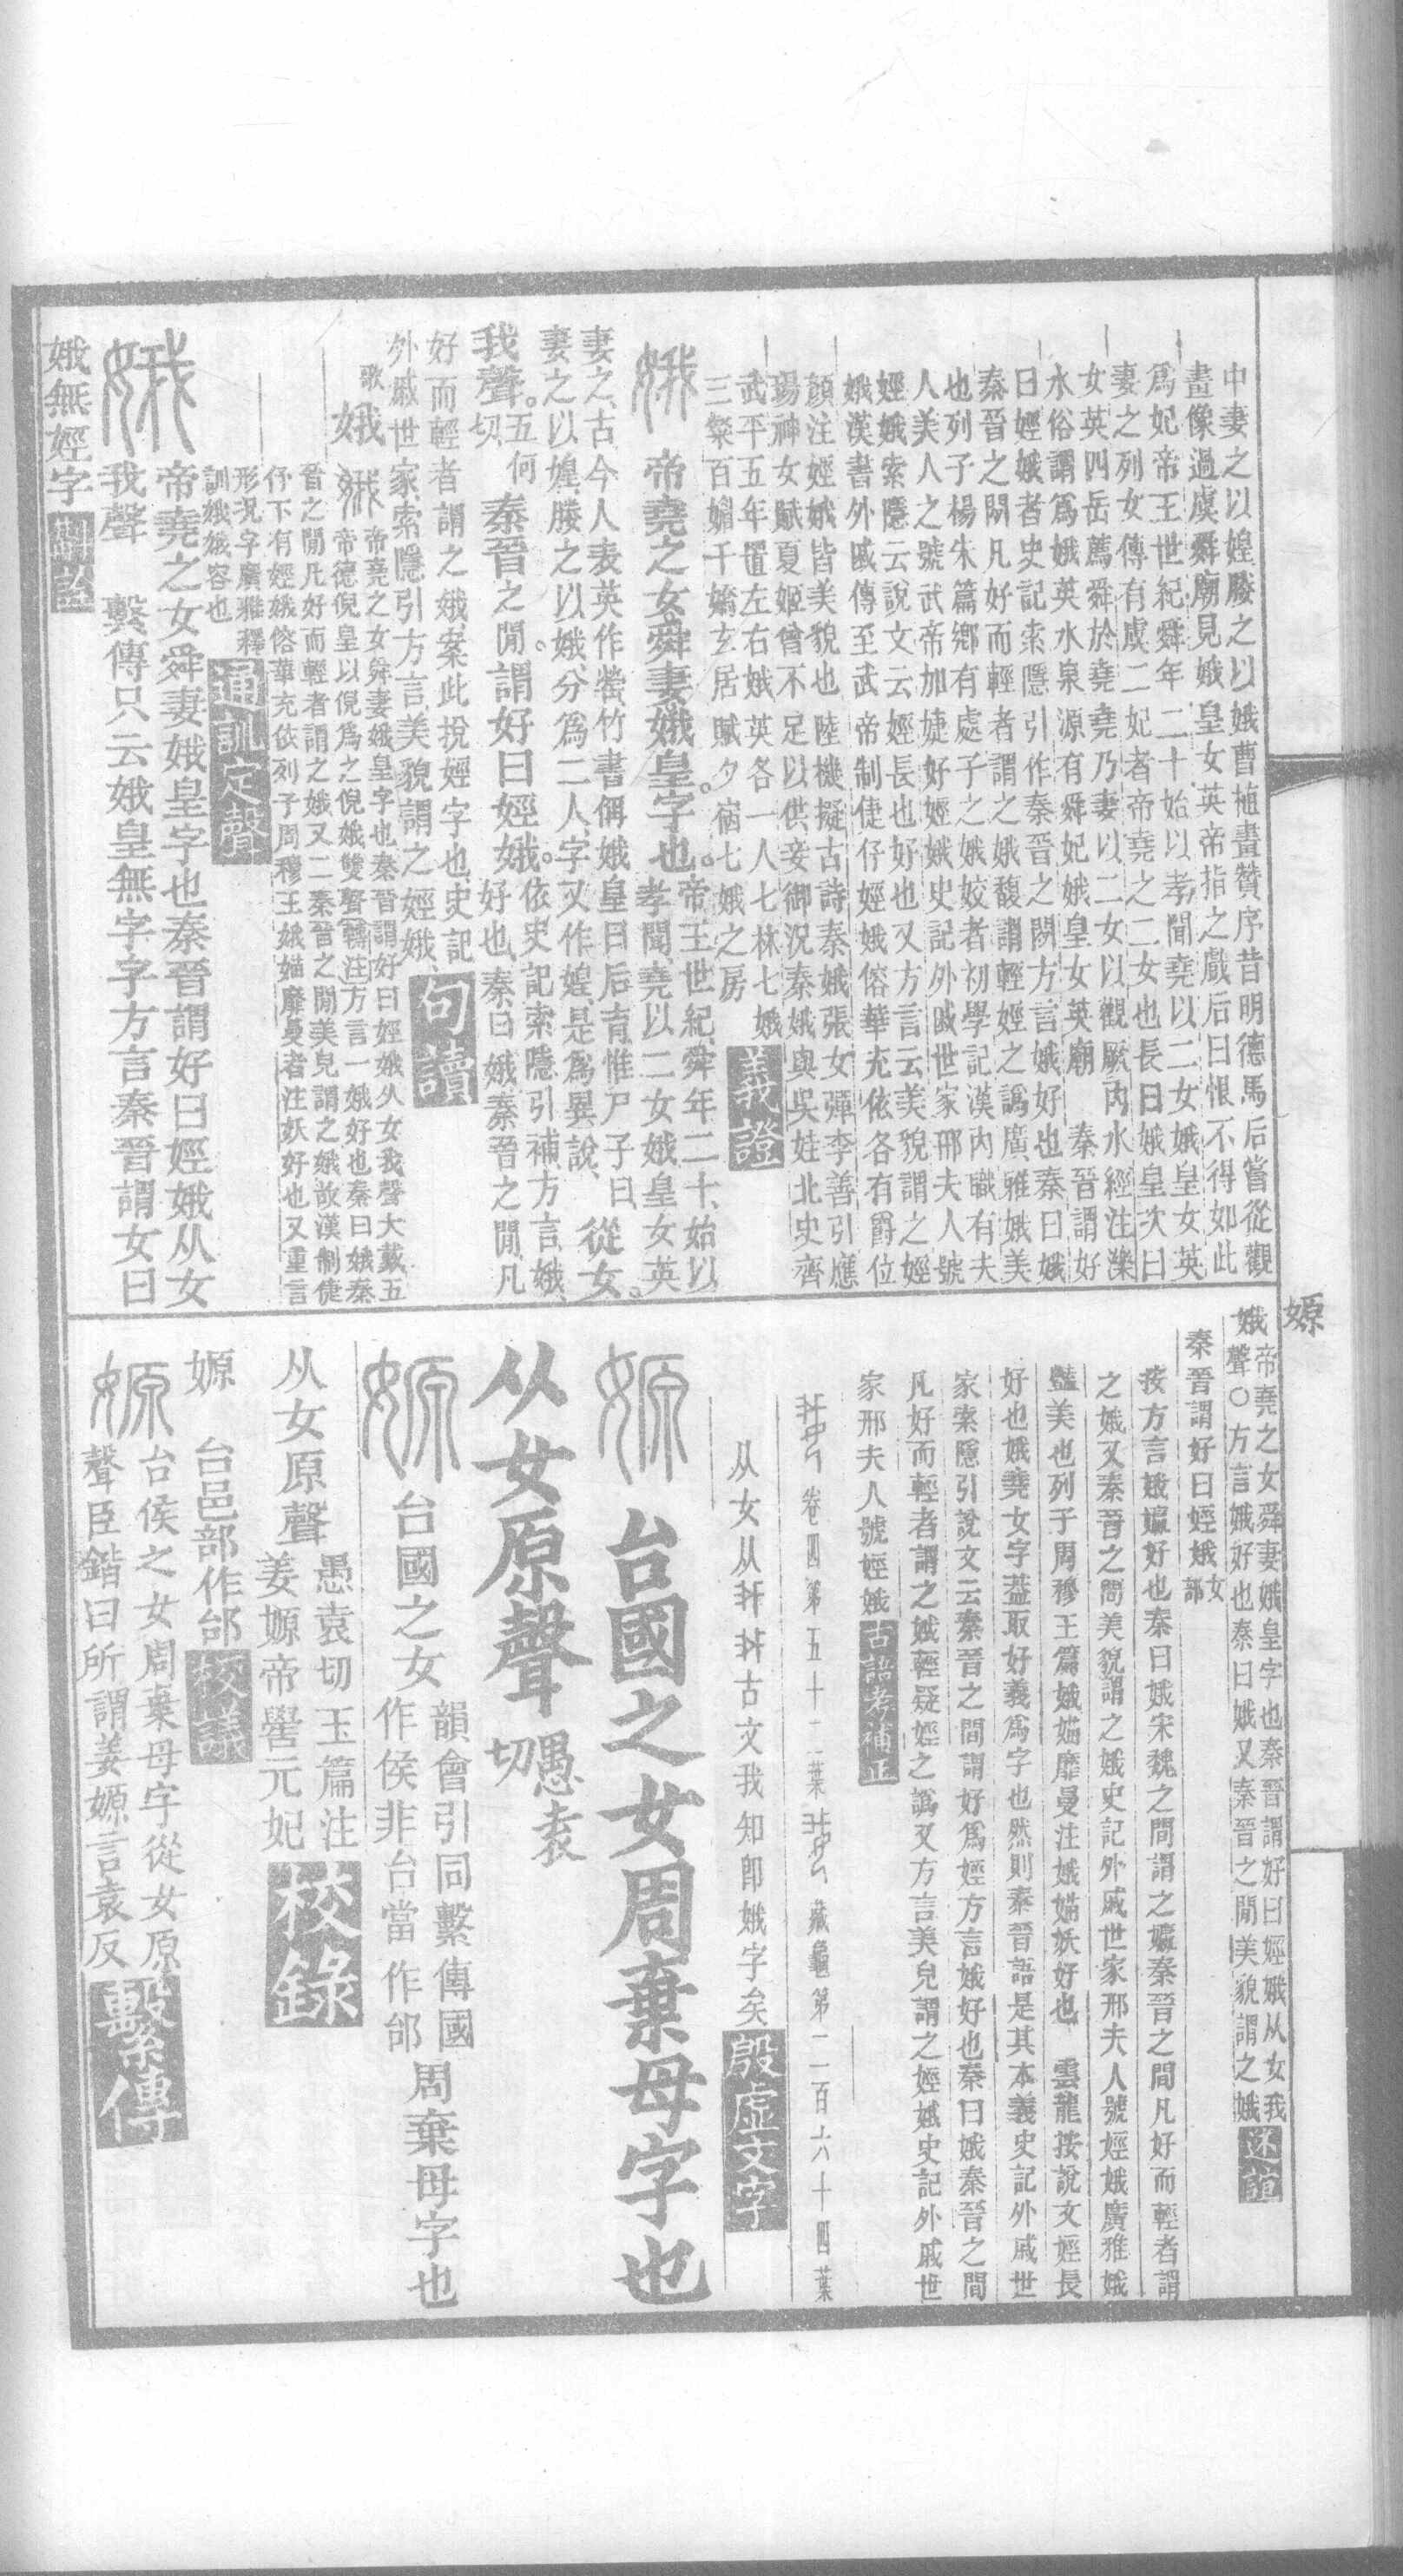 中妻之以媓媵之以娥曹植畫贊序昔明德馬后嘗從觀
畫像過虞舜廟見娥皇女英帝指之戲后曰恨不得如此
爲妃帝王世紀舜年二十始以孝聞堯以二女娥皇女英
妻之列女傳有虞二妃者帝堯之二女也長曰娥皇次曰
女英四岳薦舜於堯堯乃妻以二女以觀厥內水經注濼
水俗謂爲娥英水泉源有舜妃娥皇女英廟 秦晉謂好
曰娙娥者史記索隱引作秦晉之閒方言娥好也秦曰娥
秦晉之閒凡好而輕者謂之娥馥謂輕娙之譌廣雅娥美
也列子楊朱篇鄉有處子之娥姣者初學記漢內職有夫
人美人之號武帝加婕妤娙娥史記外戚世家邢夫人號
娙娥索隱云說文云娙長也好也又方言云美貌謂之娙
娥漢書外戚傳至武帝制倢伃娙娥傛華充依各有爵位
顏注娙娥皆美貌也陸機擬古詩秦娥張女彈李善引應
瑒神女賦夏姬曾不足以供妾御況秦娥與吳娃北史齊
武平五年置左右娥英各一人七林七娥
三粲百媚千嬌玄居賦夕宿七娥之房
義證
帝堯之女舜妻娥皇字也。帝王世紀舜年二十始以
孝聞堯以二女娥皇女英
妻之古今人表英作罃竹書偁娥皇曰后育惟尸子曰
妻之以媓媵之以娥分爲二人字又作媓是爲異說 從女。
我聲。五何切 秦晉之閒謂好曰娙娥。依史記索隱引補方言娥
好也秦曰娥秦晉之閒凡
好而輕者謂之娥案此捝娙字也史記
外戚世家索隱引方言美貌謂之娙娥
句讀
歌 娥 帝堯之女舜妻娥皇字也秦晉謂好曰娙娥从女我聲大戴五
帝德倪皇以倪爲之倪娥雙聲轉注方言一娥好也秦曰娥秦
晉之閒凡好而輕者謂之娥又二秦晉之閒美皃謂之娥故漢制倢
伃下有娙娥傛華充依列子周穆王娥媌靡曼者注妖好也又重言
形況字廣雅釋
訓娥娥容也
通訓定聲
帝堯之女舜妻娥皇字也秦晉謂好曰娙娥从女
我聲 繫傳只云娥皇無字字方言秦晉謂女曰
娥無娙字
斠詮
嫄
娥 帝堯之女舜妻娥皇字也秦晉謂好曰娙娥从女我
聲〇方言娥好也秦曰娥又秦晉之閒美貌謂之娥
述誼
秦晉謂好曰娙娥 女部
按方言娥㜲好也秦曰娥宋魏之間謂之㜲秦晉之間凡好而輕者謂
之娥又秦晉之間美貌謂之娥史記外戚世家邢夫人號娙娥廣雅娥
豔美也列子周穆王篇娥媌靡曼注娥媌妖好也 雲龍按說文娙長
好也娥堯女字葢取好義爲字也然則秦晉語是其本義史記外戚世
家索隱引說文云秦晉之間謂好爲娙方言娥好也秦曰娥秦晉之間
凡好而輕者謂之娥輕疑娙之譌又方言美皃謂之娙娥史記外戚世
家邢夫人號娙娥
古語考補正
卷四第五十二葉 藏龜第二百六十四葉
从女从 古文我知卽娥字矣
殷虛文字
台國之女周棄母字也
从女原聲 愚袁切
台國之女 韻會引同繫傳國
作侯非台當作邰 周棄母字也
从女原聲 愚袁切玉篇注
姜嫄帝嚳元妃
校錄
嫄 台邑部作邰
校議
台侯之女周棄母字從女原
聲臣鍇曰所謂姜嫄言袁反
繫傳